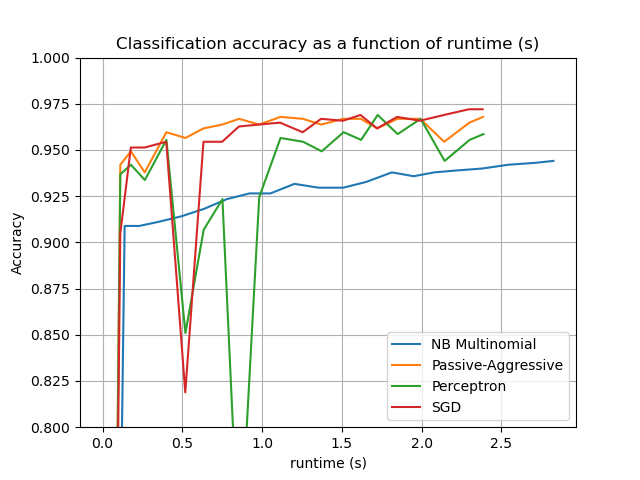 Classification accuracy as a function of runtime (s)
1.000
0.975
0.950
0.925
0.900
0.875
0.850
0.825
0.800
Accuracy
NB Multinomial
Passive-Aggressive
Perceptron
SGD
0.0 0.5 1.0 1.5 2.0 2.5
runtime (s)